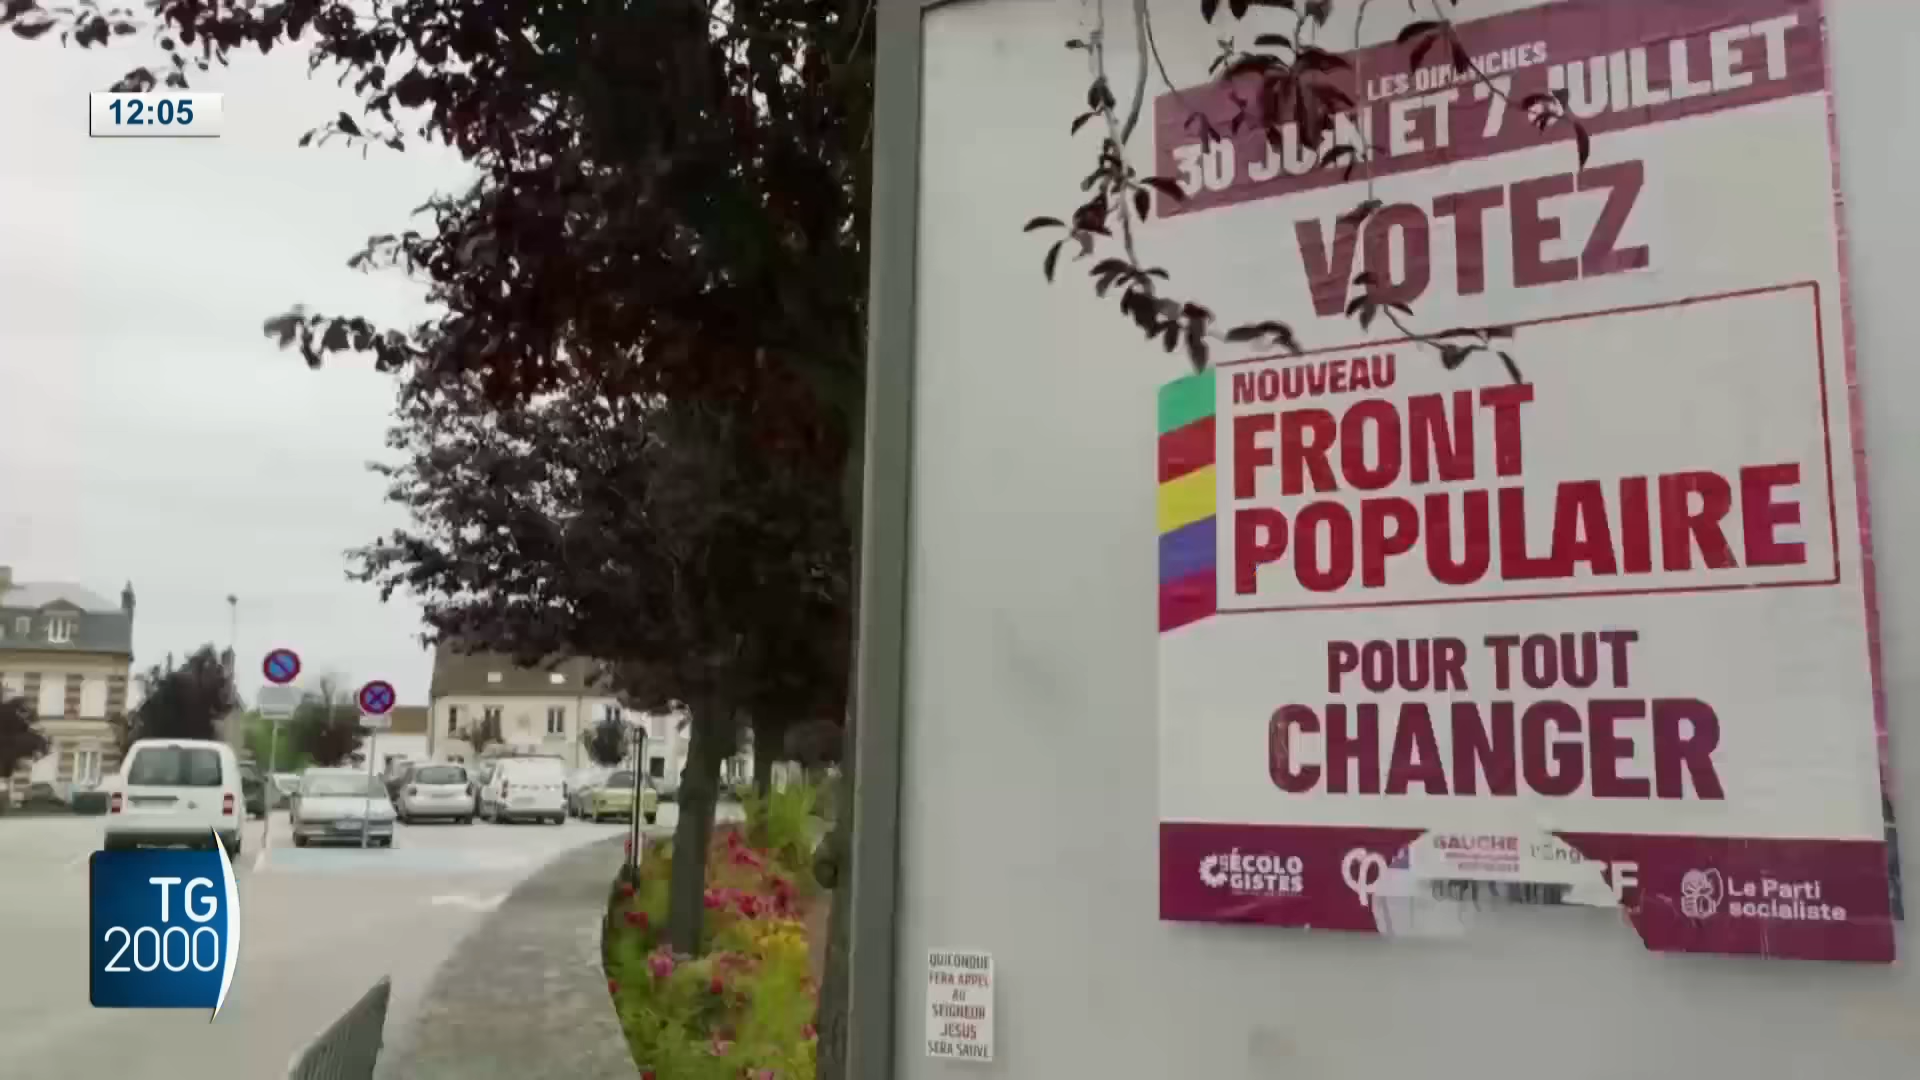 12:05
LES DIMANCHES
30 JUIN ET 7 JUILLET
VOTEZ
NOUVEAU
FRONT
POPULAIRE
POUR TOUT
CHANGER
LES ÉCOLO
GISTES
GAUCHE
Le Parti
socialiste
TG
2000
QUICONQUE
FERA APPEL
AU
SEIGNEUR
JESUS
SERA SAUVÉ